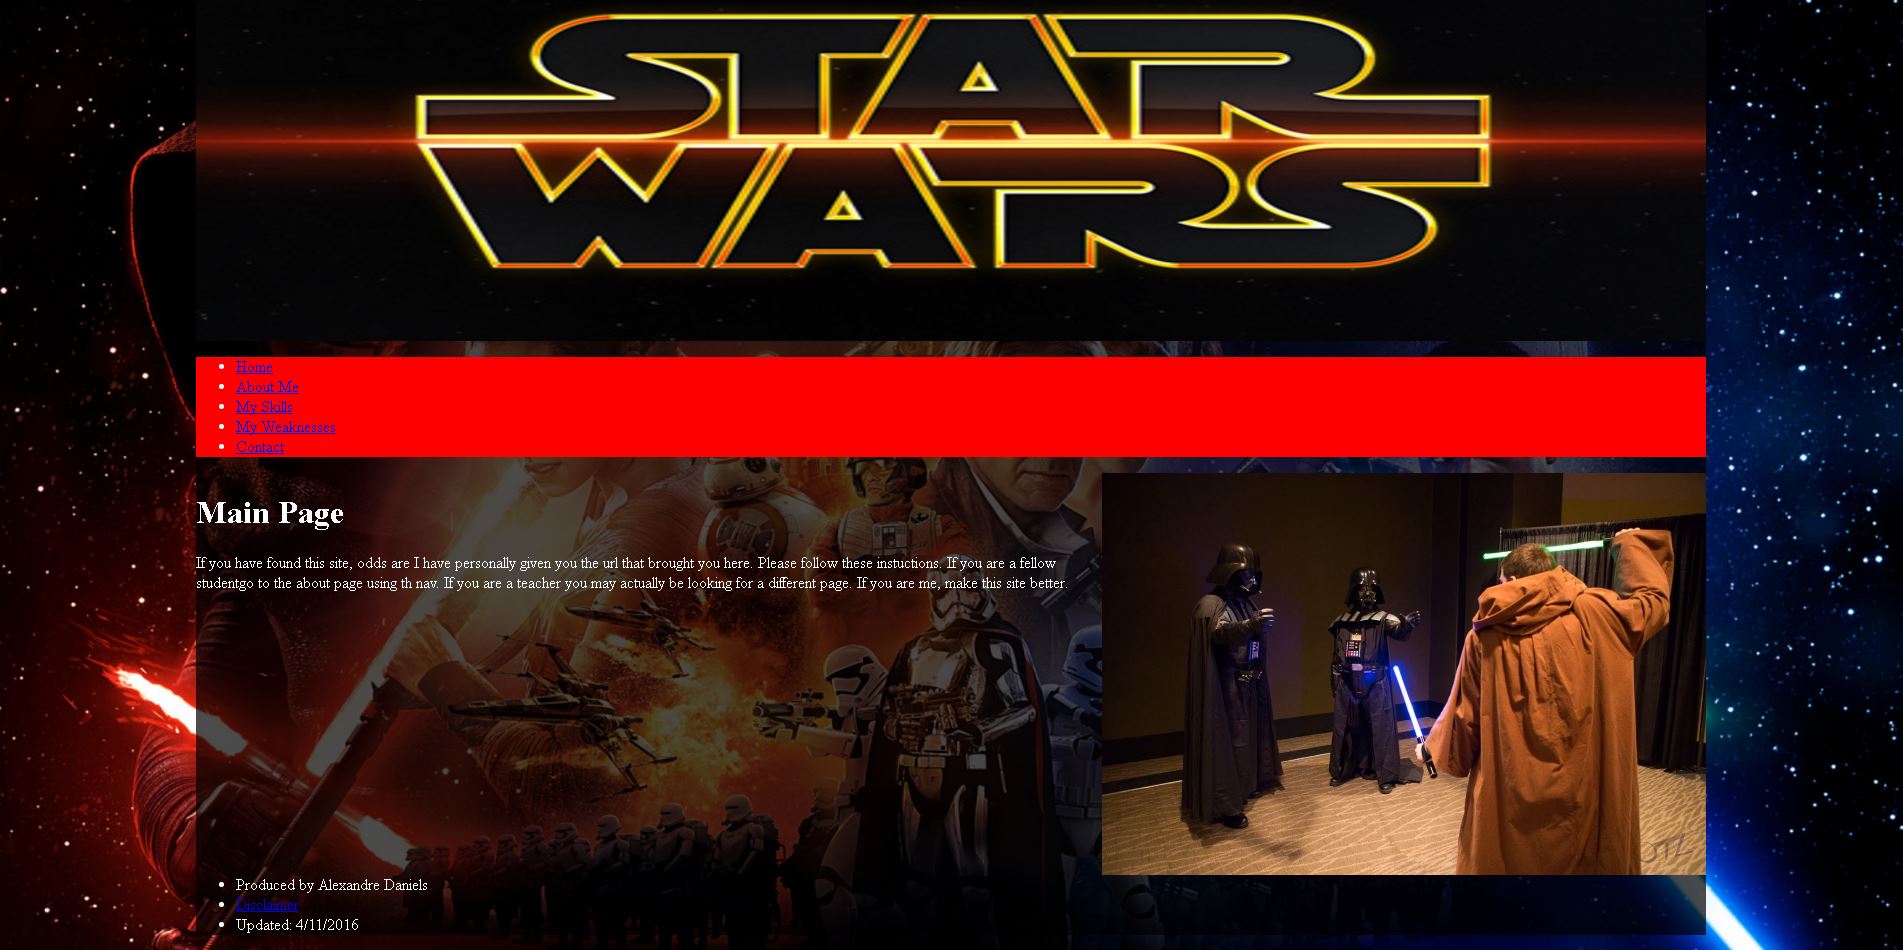 STAR
WARS
Home
About Me
My Skills
My Weaknesses
Contact
Main Page
If you have found this site, odds are I have personally given you the url that brought you here. Please follow these instuctions. If you are a fellow
studentgo to the about page using th nav. If you are a teacher you may actually be looking for a different page. If you are me, make this site better.
JTZ
Produced by Alexandre Daniels
Disclaimer
Updated: 4/11/2016